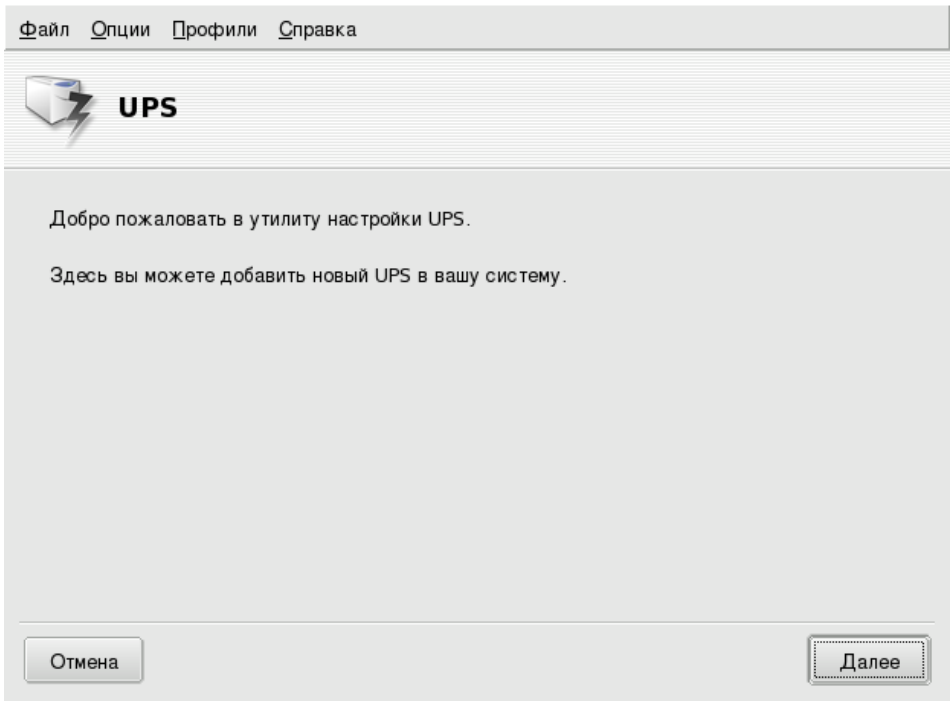 Файл Опции Профили Справка
UPS
Добро пожаловать в утилиту настройки UPS.
Здесь вы можете добавить новый UPS в вашу систему.
Отмена
Далее